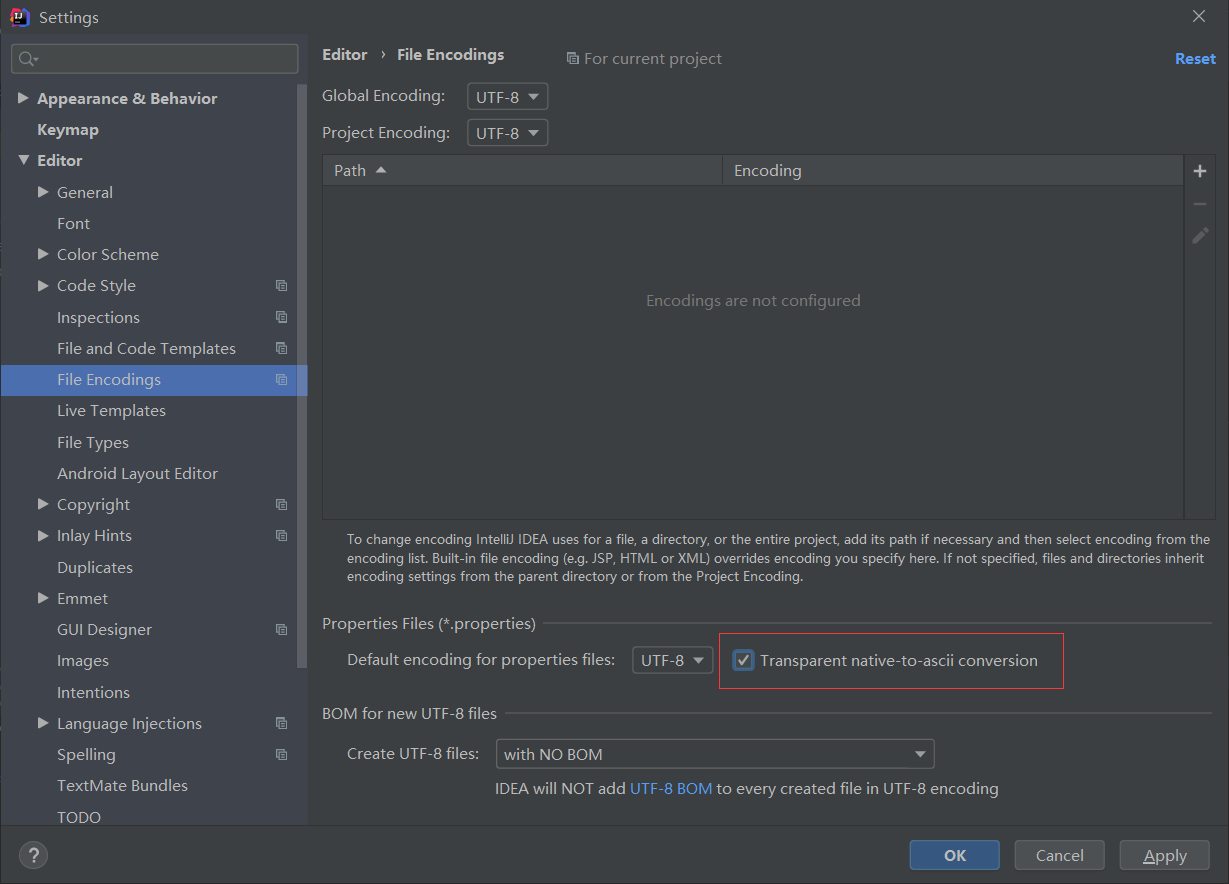 Settings
Appearance & Behavior
Keymap
Editor
General
Font
Color Scheme
Code Style
Inspections
File and Code Templates
File Encodings
Live Templates
File Types
Android Layout Editor
Copyright
Inlay Hints
Duplicates
Emmet
GUI Designer
Images
Intentions
Language Injections
Spelling
TextMate Bundles
TODO
Editor › File Encodings
For current project
Reset
Global Encoding: UTF-8
Project Encoding: UTF-8
Path Encoding
Encodings are not configured
To change encoding IntelliJ IDEA uses for a file, a directory, or the entire project, add its path if necessary and then select encoding from the
encoding list. Built-in file encoding (e.g. JSP, HTML or XML) overrides encoding you specify here. If not specified, files and directories inherit
encoding settings from the parent directory or from the Project Encoding.
Properties Files (*.properties)
Default encoding for properties files: UTF-8 Transparent native-to-ascii conversion
BOM for new UTF-8 files
Create UTF-8 files: with NO BOM
IDEA will NOT add UTF-8 BOM to every created file in UTF-8 encoding
? OK Cancel Apply